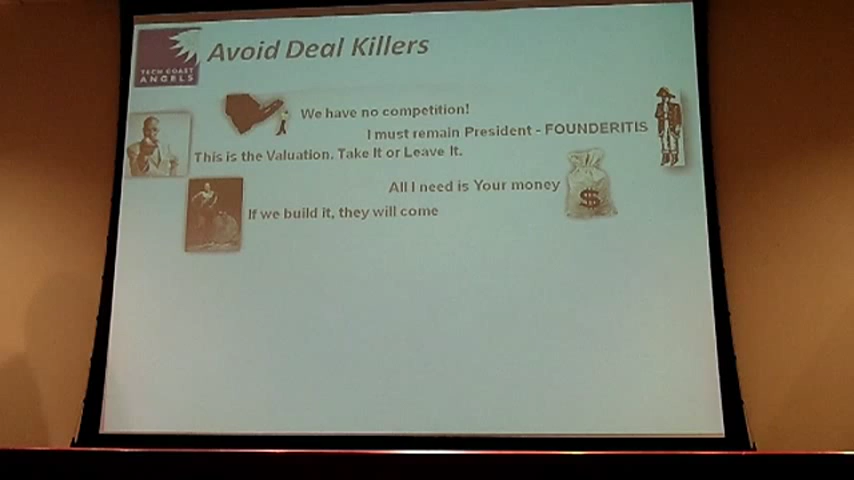 Avoid Deal Killers
TECH COAST
ANGELS
We have no competition!
I must remain President - FOUNDERITIS
This is the Valuation. Take It or Leave It.
All I need is Your money
$
If we build it, they will come